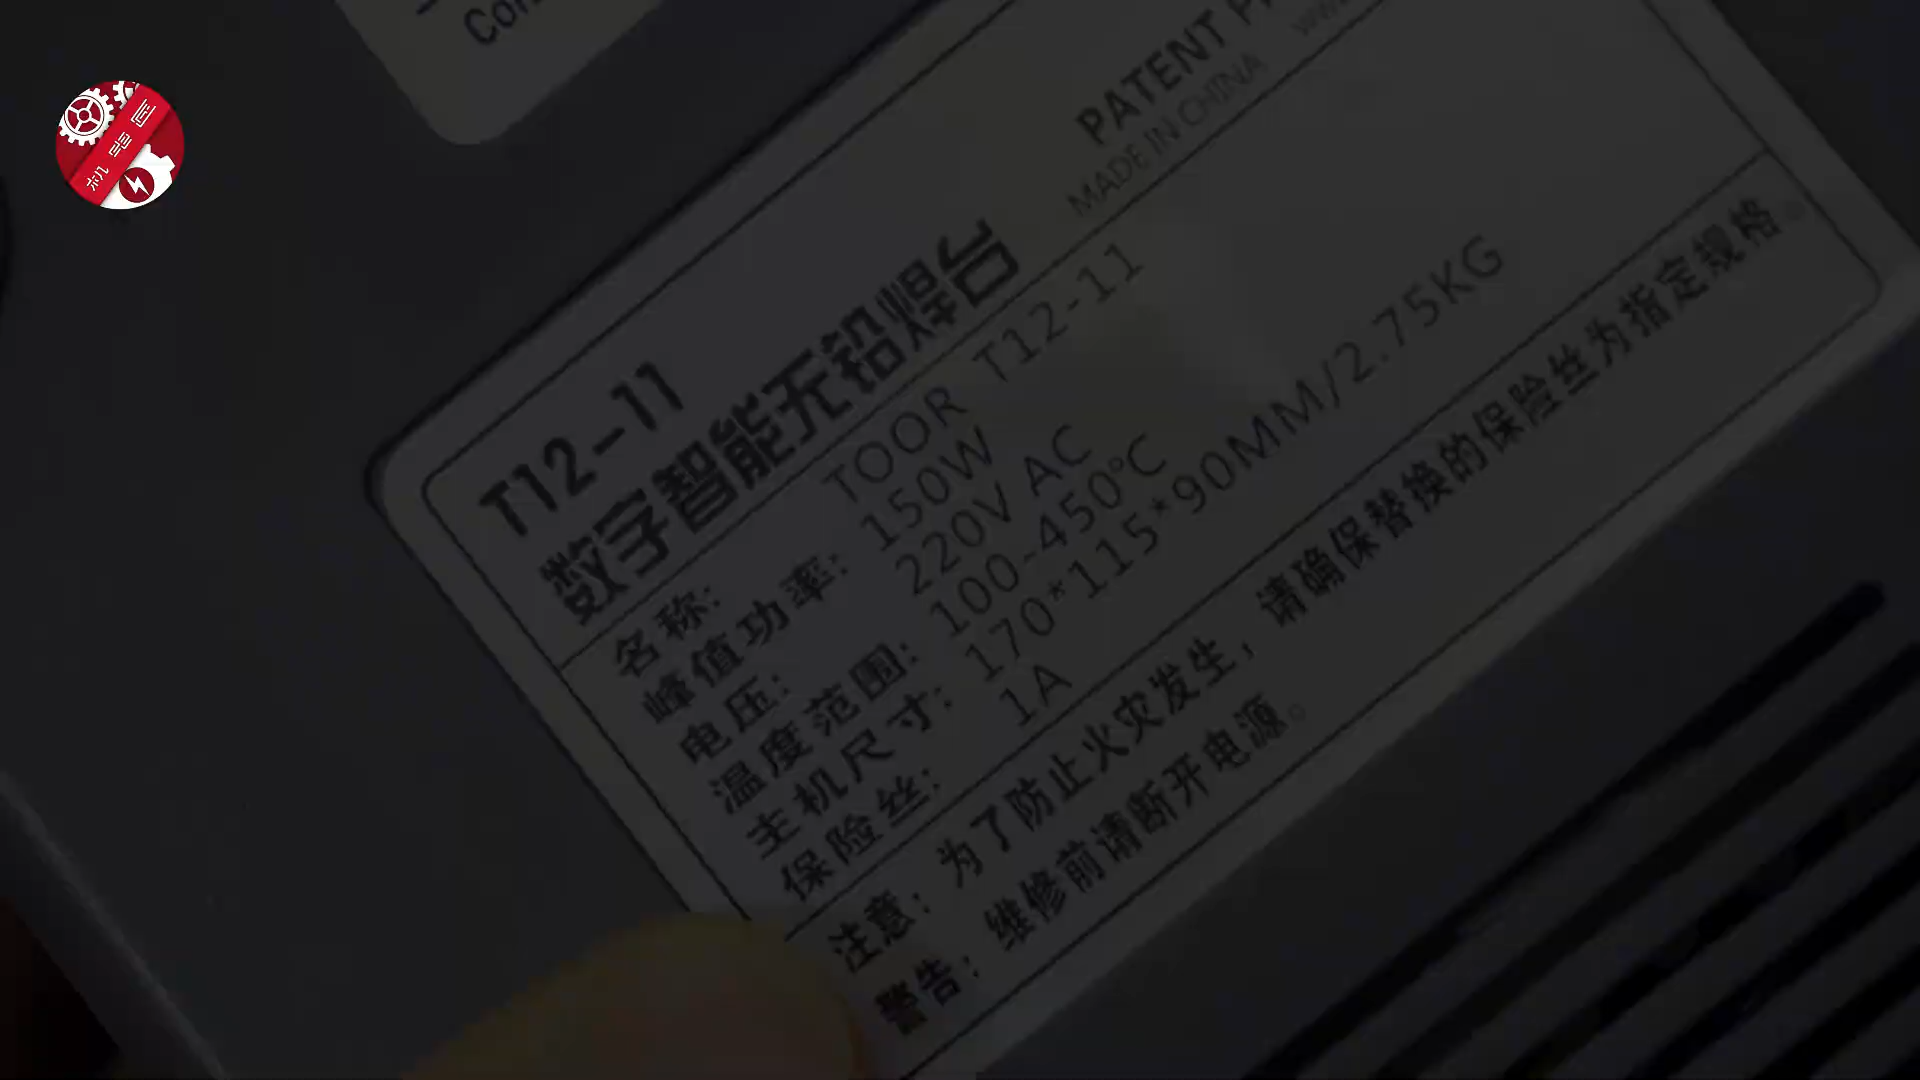 PATENT
MADE IN CHINA
T12-11
数字智能无铅焊台
名称: TOOR T12-11
峰值功率: 150W
电压: 220V AC
温度范围: 100-450℃
主机尺寸: 170*115*90MM/2.75KG
保险丝: 1A
注意：为了防止火灾发生，请确保替换的保险丝为指定规格。
警告：维修前请断开电源。